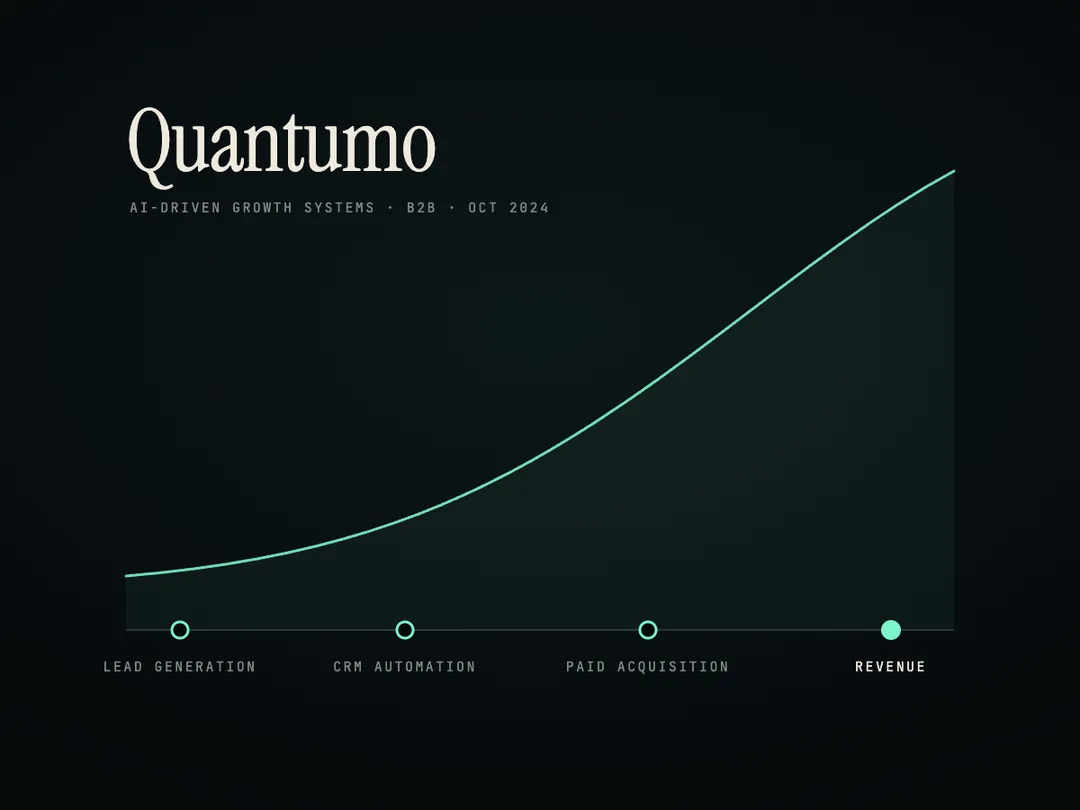 Quantumo
AI-DRIVEN GROWTH SYSTEMS · B2B · OCT 2024
LEAD GENERATION
CRM AUTOMATION
PAID ACQUISITION
REVENUE